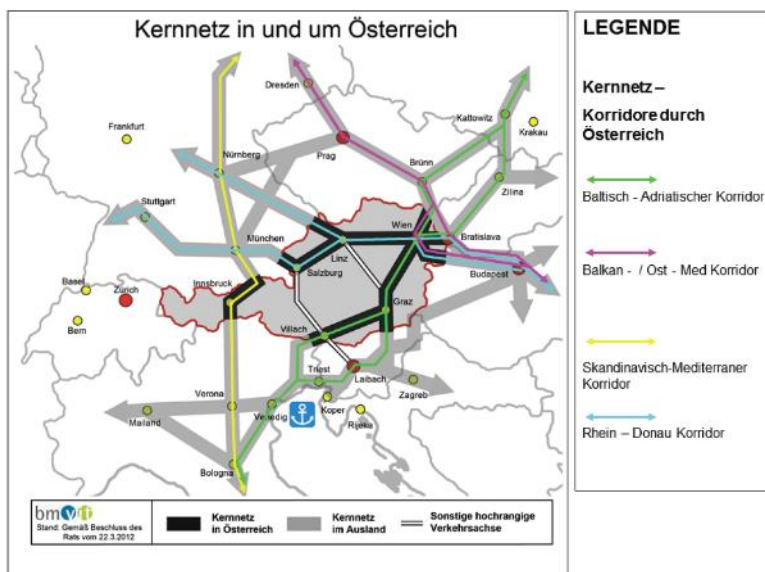 Kernnetz in und um Österreich
Dresden
Kattowitz
Krakau
Frankfurt
Nürnberg
Prag
Brünn
Zilina
Stuttgart
München
Wien
Bratislava
Linz
Salzburg
Budapest
Basel
Zürich
Innsbruck
Bern
Graz
Villach
Triest
Laibach
Zagreb
Verona
Mailand
Venedig
Koper
Rijeka
Bologna
bmvit
Stand: Gemäß Beschluss des
Rats vom 22.3.2012
Kernnetz
in Österreich
Kernnetz
im Ausland
Sonstige hochrangige
Verkehrsachse
LEGENDE
Kernnetz –
Korridore durch
Österreich
Baltisch - Adriatischer Korridor
Balkan - / Ost - Med Korridor
Skandinavisch-Mediterraner
Korridor
Rhein – Donau Korridor